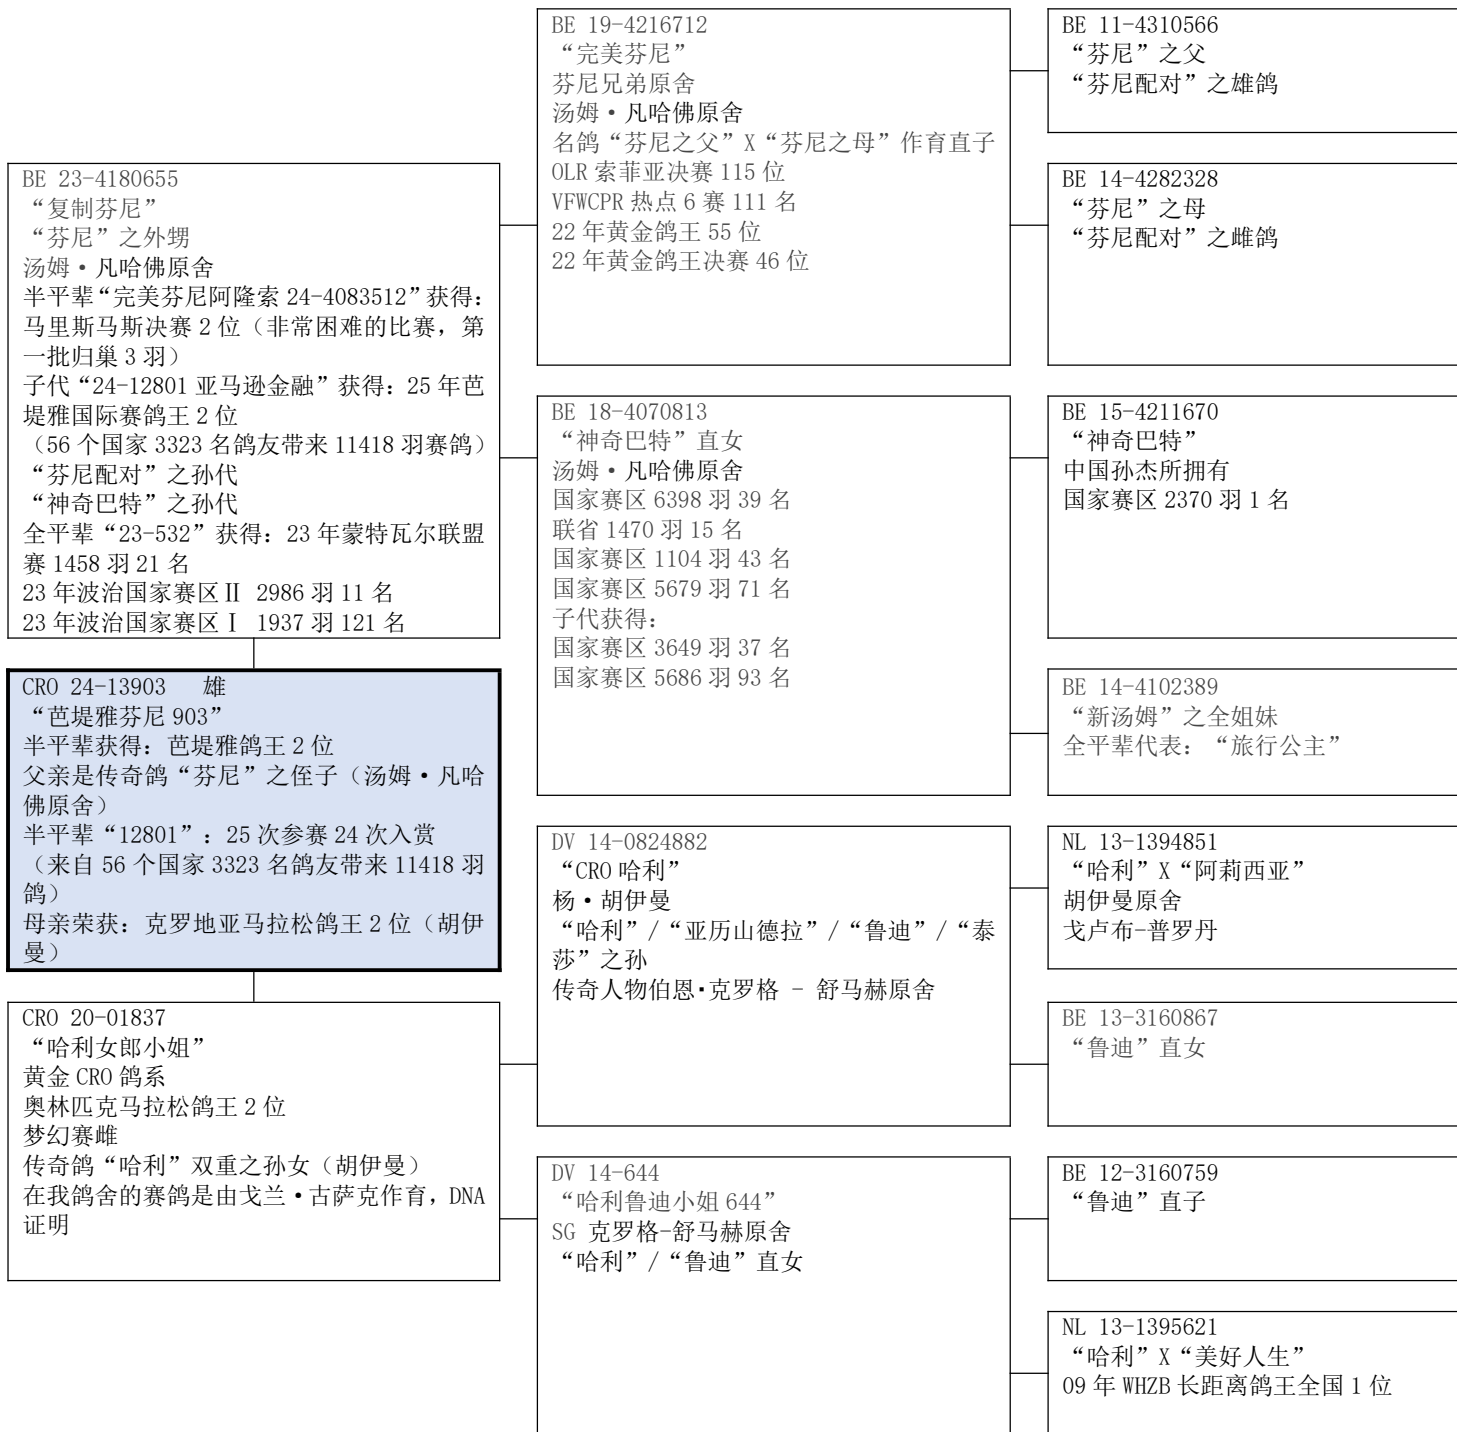 BE 23-4180655
“复制芬尼”
“芬尼”之外甥
汤姆·凡哈佛原舍
半平辈“完美芬尼阿隆索 24-4083512”获得：
马里斯马斯决赛 2 位（非常困难的比赛，第
一批归巢 3 羽）
子代“24-12801 亚马逊金融”获得：25 年芭
堤雅国际赛鸽王 2 位
（56 个国家 3323 名鸽友带来 11418 羽赛鸽）
“芬尼配对”之孙代
“神奇巴特”之孙代
全平辈“23-532”获得：23 年蒙特瓦尔联盟
赛 1458 羽 21 名
23 年波治国家赛区Ⅱ 2986 羽 11 名
23 年波治国家赛区Ⅰ 1937 羽 121 名
CRO 24-13903 雄
“芭堤雅芬尼 903”
半平辈获得：芭堤雅鸽王 2 位
父亲是传奇鸽“芬尼”之侄子（汤姆·凡哈
佛原舍）
半平辈“12801”：25 次参赛 24 次入赏
（来自 56 个国家 3323 名鸽友带来 11418 羽
鸽）
母亲荣获：克罗地亚马拉松鸽王 2 位（胡伊
曼）
CRO 20-01837
“哈利女郎小姐”
黄金 CRO 鸽系
奥林匹克马拉松鸽王 2 位
梦幻赛雌
传奇鸽“哈利”双重之孙女（胡伊曼）
在我鸽舍的赛鸽是由戈兰·古萨克作育，DNA
证明
BE 19-4216712
“完美芬尼”
芬尼兄弟原舍
汤姆·凡哈佛原舍
名鸽“芬尼之父”X“芬尼之母”作育直子
OLR 索菲亚决赛 115 位
VFWCPR 热点 6 赛 111 名
22 年黄金鸽王 55 位
22 年黄金鸽王决赛 46 位
BE 18-4070813
“神奇巴特”直女
汤姆·凡哈佛原舍
国家赛区 6398 羽 39 名
联省 1470 羽 15 名
国家赛区 1104 羽 43 名
国家赛区 5679 羽 71 名
子代获得：
国家赛区 3649 羽 37 名
国家赛区 5686 羽 93 名
DV 14-0824882
“CRO 哈利”
杨·胡伊曼
“哈利”/“亚历山德拉”/“鲁迪”/“泰
莎”之孙
传奇人物伯恩·克罗格 - 舒马赫原舍
DV 14-644
“哈利鲁迪小姐 644”
SG 克罗格-舒马赫原舍
“哈利”/“鲁迪”直女
BE 11-4310566
“芬尼”之父
“芬尼配对”之雄鸽
BE 14-4282328
“芬尼”之母
“芬尼配对”之雌鸽
BE 15-4211670
“神奇巴特”
中国孙杰所拥有
国家赛区 2370 羽 1 名
BE 14-4102389
“新汤姆”之全姐妹
全平辈代表：“旅行公主”
NL 13-1394851
“哈利”X“阿莉西亚”
胡伊曼原舍
戈卢布-普罗丹
BE 13-3160867
“鲁迪”直女
BE 12-3160759
“鲁迪”直子
NL 13-1395621
“哈利”X“美好人生”
09 年 WHZB 长距离鸽王全国 1 位